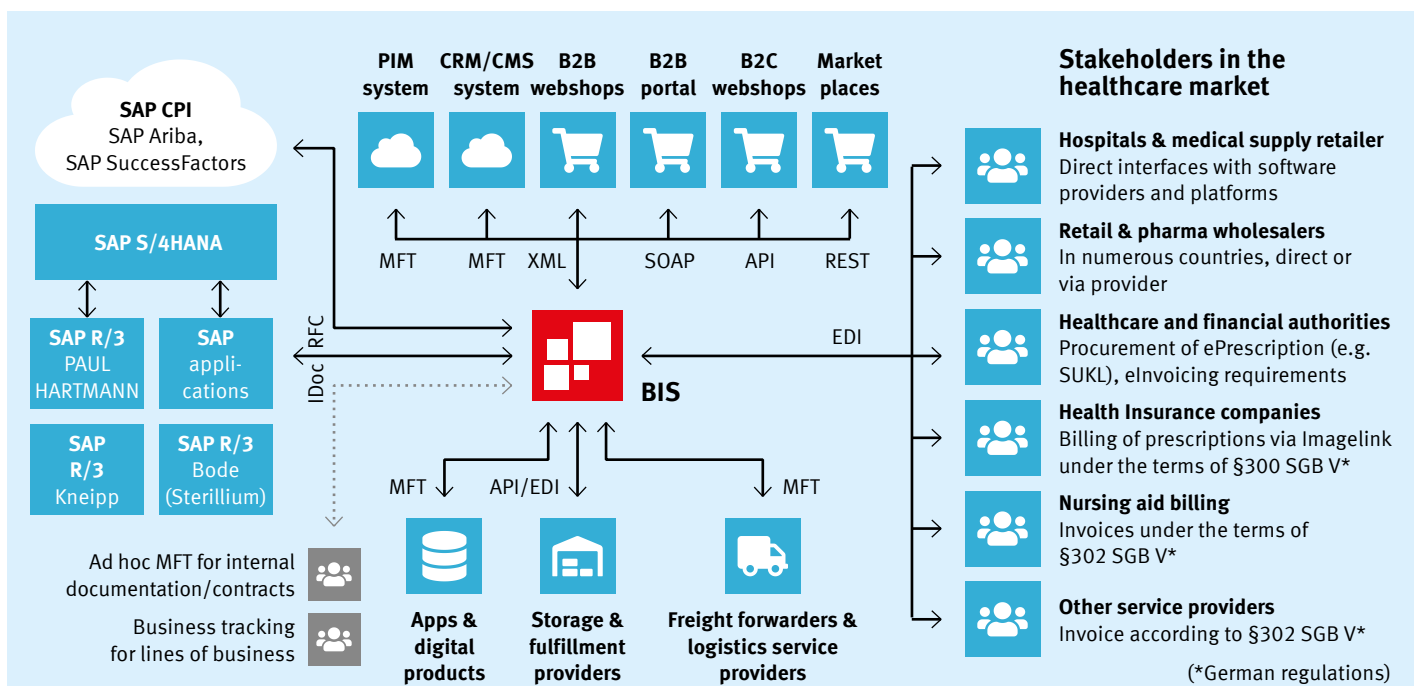 PIM
system
CRM/CMS
system
B2B
webshops
B2B
portal
B2C
webshops
Market
places
Stakeholders in the
healthcare market
SAP CPI
SAP Ariba,
SAP SuccessFactors
SAP S/4HANA
SAP R/3
PAUL
HARTMANN
SAP
appli-
cations
SAP
R/3
Kneipp
SAP R/3
Bode
(Sterillium)
MFT
MFT
XML
SOAP
API
REST
RFC
IDoc
BIS
EDI
MFT
API/EDI
MFT
Ad hoc MFT for internal
documentation/contracts
Business tracking
for lines of business
Apps &
digital
products
Storage &
fulfillment
providers
Freight forwarders &
logistics service
providers
Hospitals & medical supply retailer
Direct interfaces with software
providers and platforms
Retail & pharma wholesalers
In numerous countries, direct or
via provider
Healthcare and financial authorities
Procurement of ePrescription (e.g.
SUKL), eInvoicing requirements
Health Insurance companies
Billing of prescriptions via Imagelink
under the terms of §300 SGB V*
Nursing aid billing
Invoices under the terms of
§302 SGB V*
Other service providers
Invoice according to §302 SGB V*
(*German regulations)